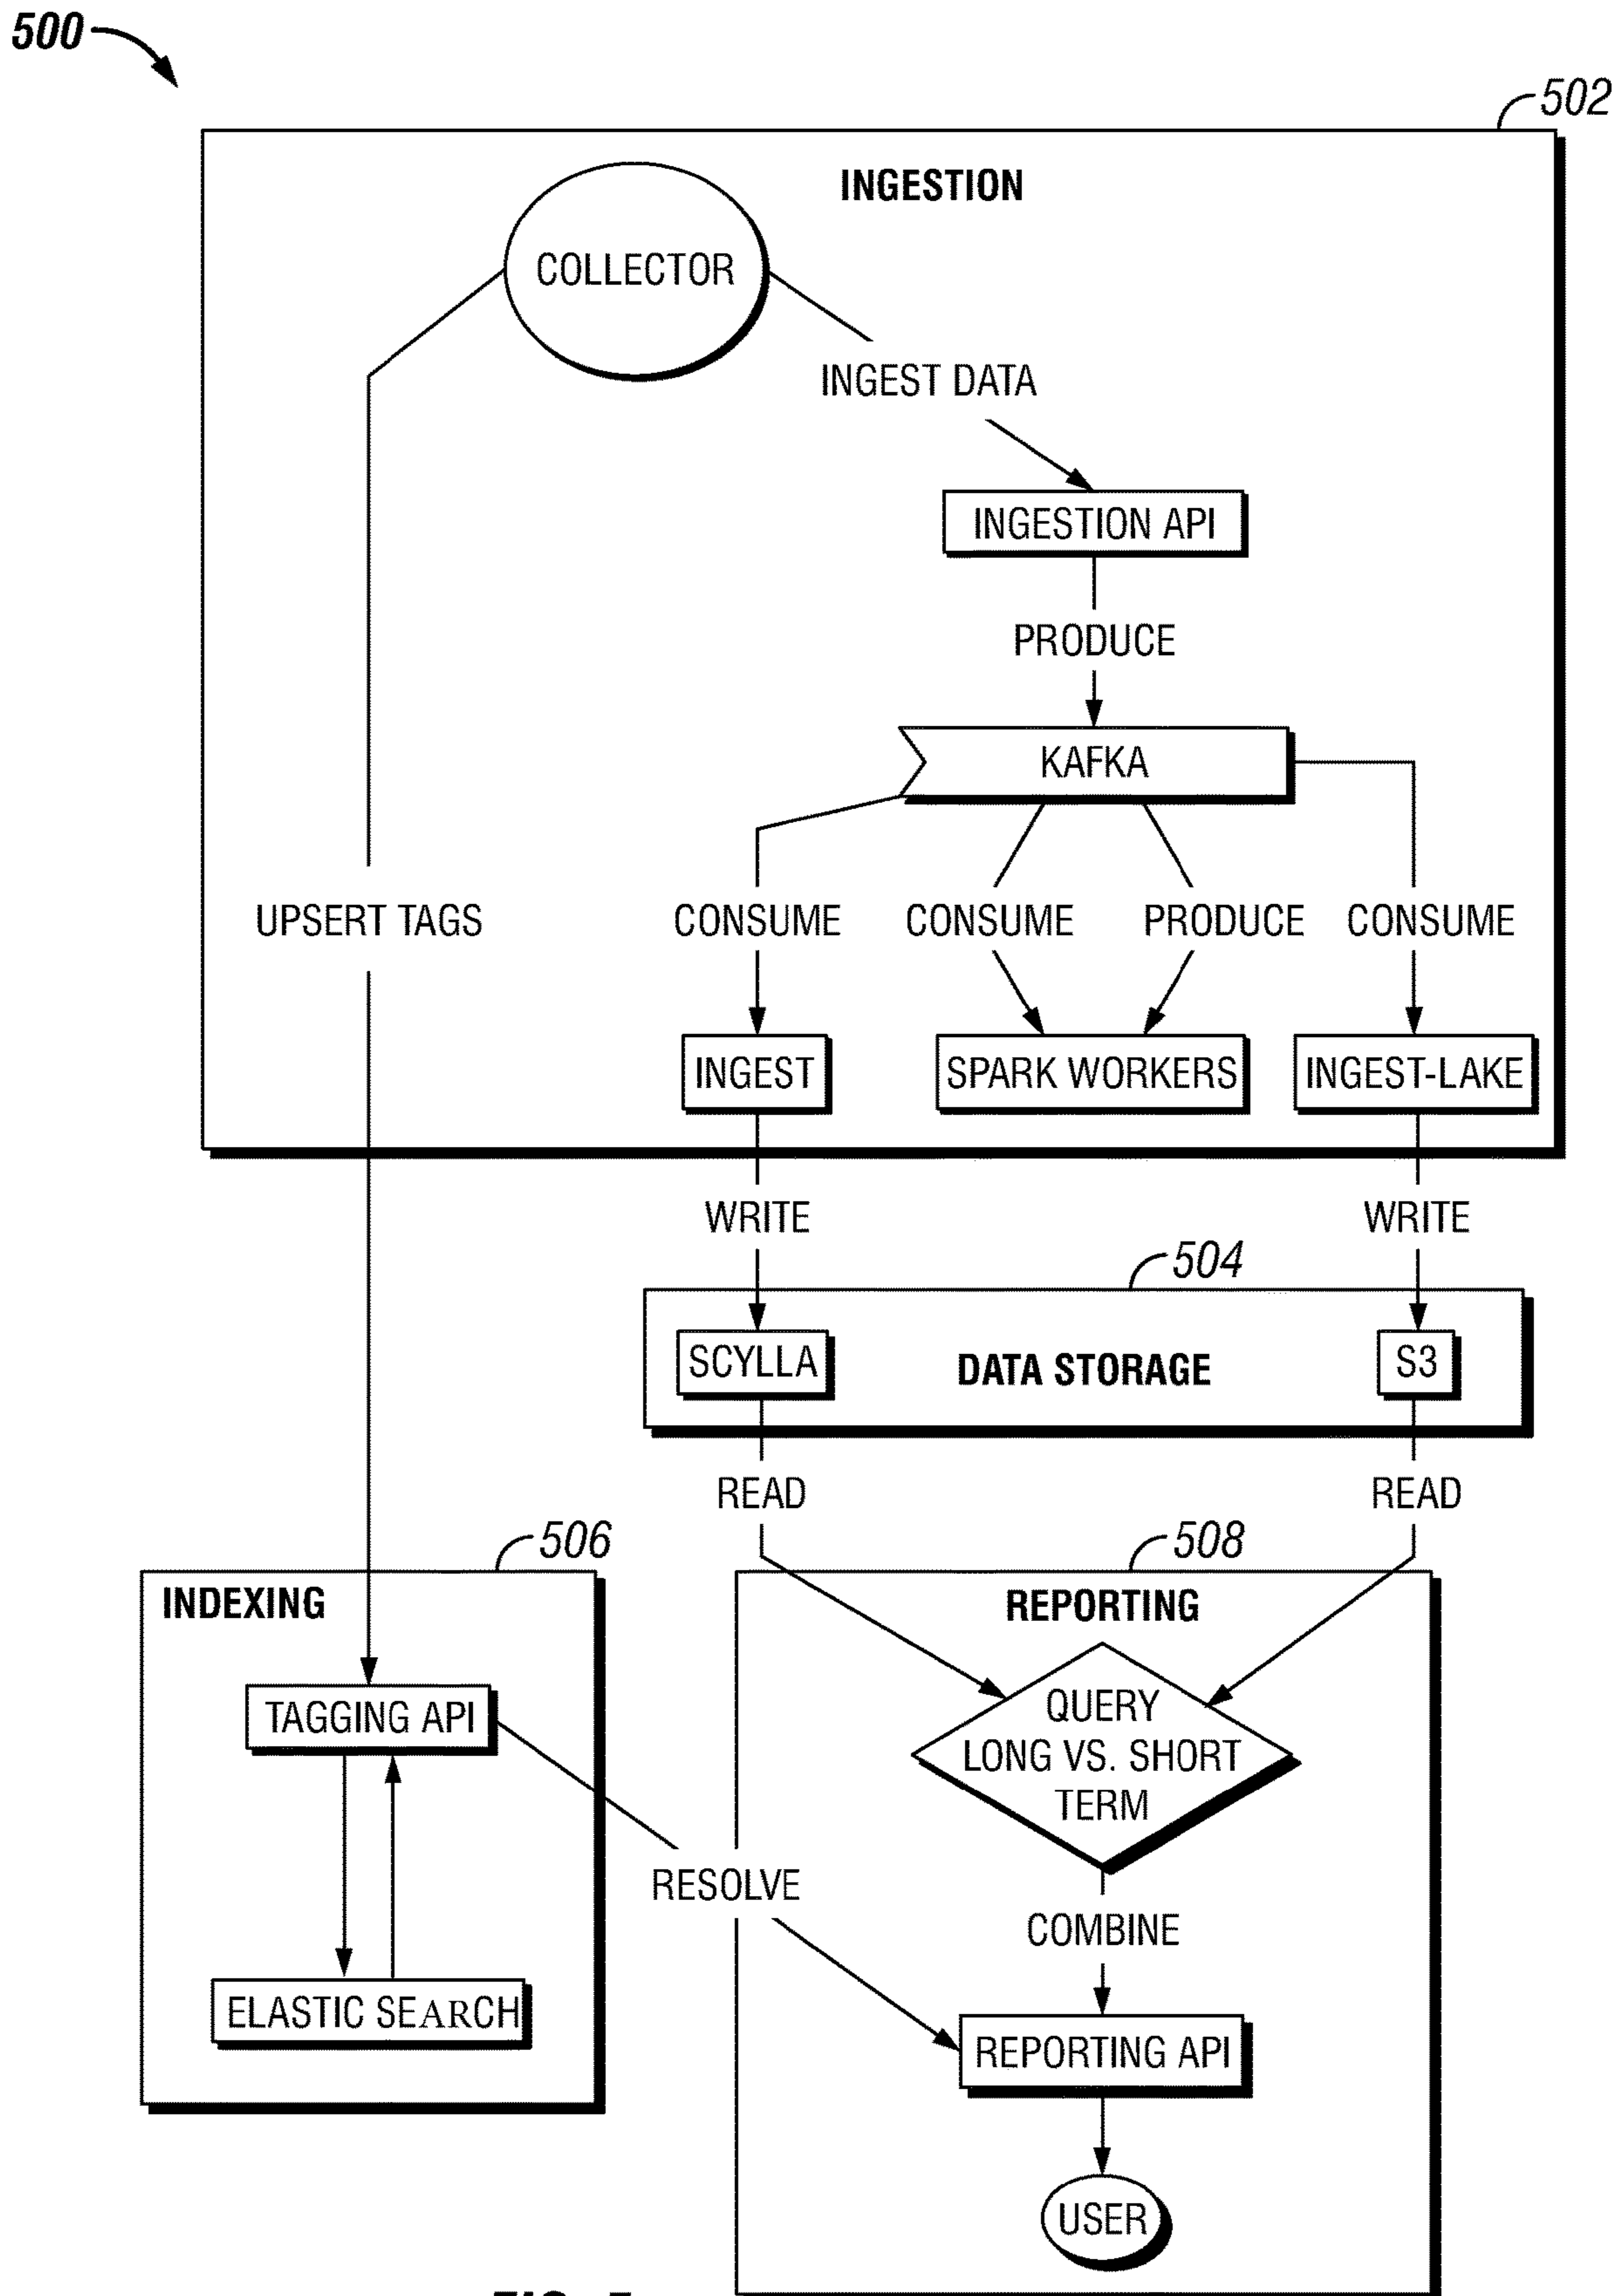 500
502
INGESTION
COLLECTOR
INGEST DATA
INGESTION API
PRODUCE
KAFKA
UPSERT TAGS
CONSUME
CONSUME
PRODUCE
CONSUME
INGEST
SPARK WORKERS
INGEST-LAKE
WRITE
WRITE
504
SCYLLA
DATA STORAGE
S3
READ
READ
506
508
INDEXING
REPORTING
TAGGING API
QUERY
LONG VS. SHORT
TERM
RESOLVE
COMBINE
ELASTIC SEARCH
REPORTING API
USER